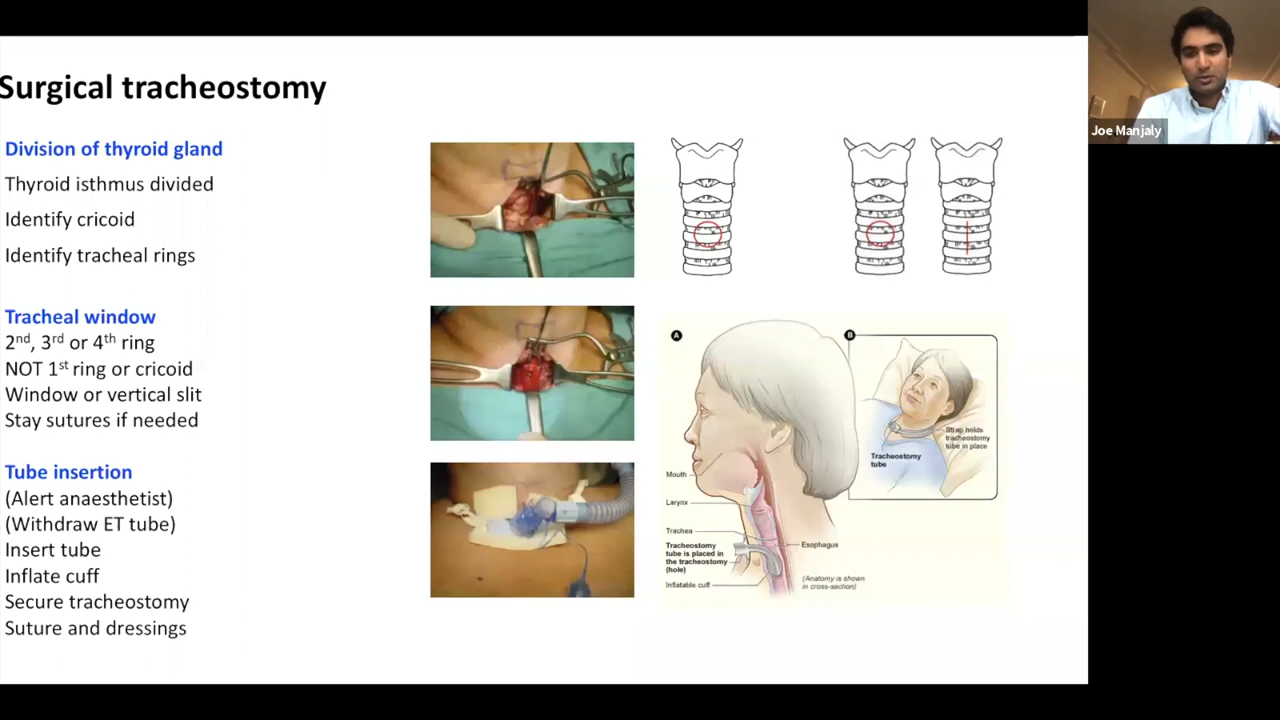 Surgical tracheostomy
Division of thyroid gland
Thyroid isthmus divided
Identify cricoid
Identify tracheal rings
Tracheal window
2nd, 3rd or 4th ring
NOT 1st ring or cricoid
Window or vertical slit
Stay sutures if needed
Tube insertion
(Alert anaesthetist)
(Withdraw ET tube)
Insert tube
Inflate cuff
Secure tracheostomy
Suture and dressings
A
Mouth
Larynx
Trachea
Tracheostomy
tube is placed in
the tracheostomy
(hole)
Inflatable cuff
Esophagus
(Anatomy is shown
in cross-section)
B
Strap holds
tracheostomy
tube in place
Tracheostomy
tube
Joe Manjaly